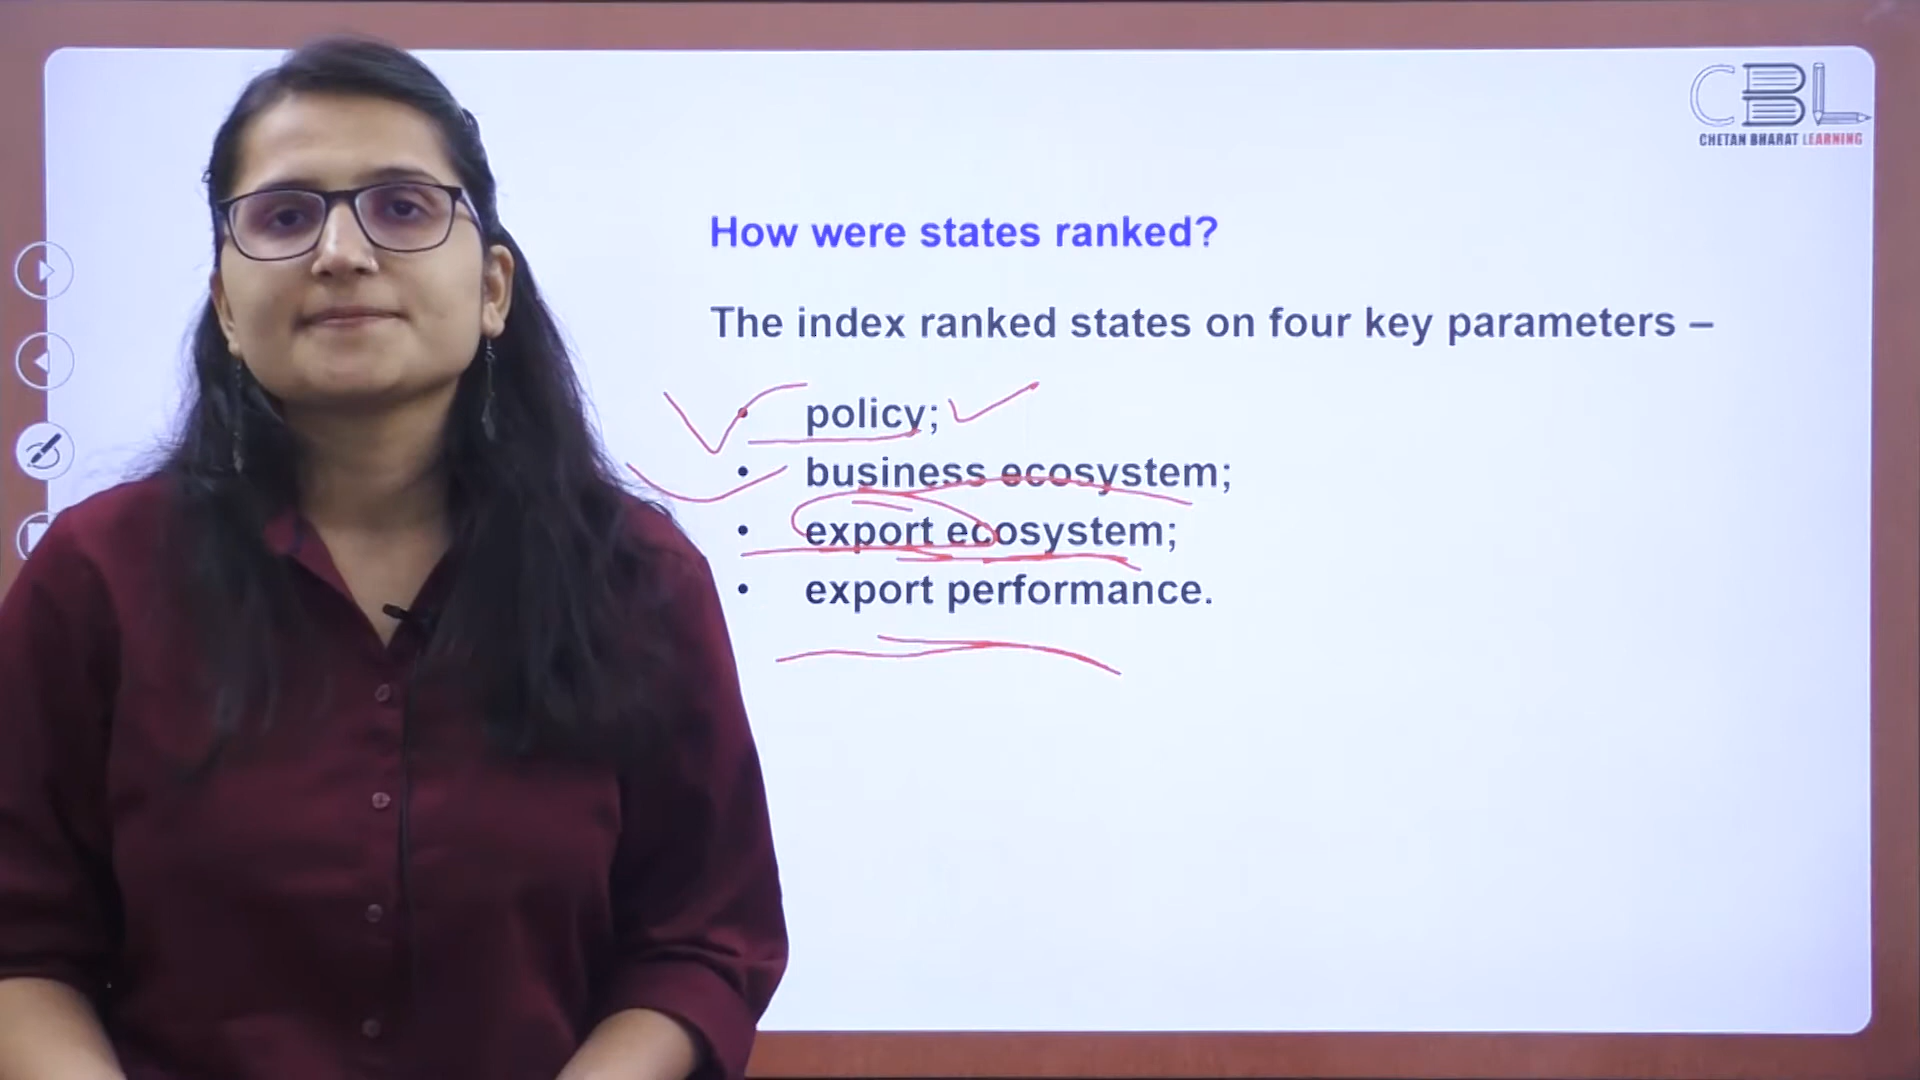 CBL
CHETAN BHARAT LEARNING
How were states ranked?
The index ranked states on four key parameters –
• policy;
• business ecosystem;
• export ecosystem;
• export performance.